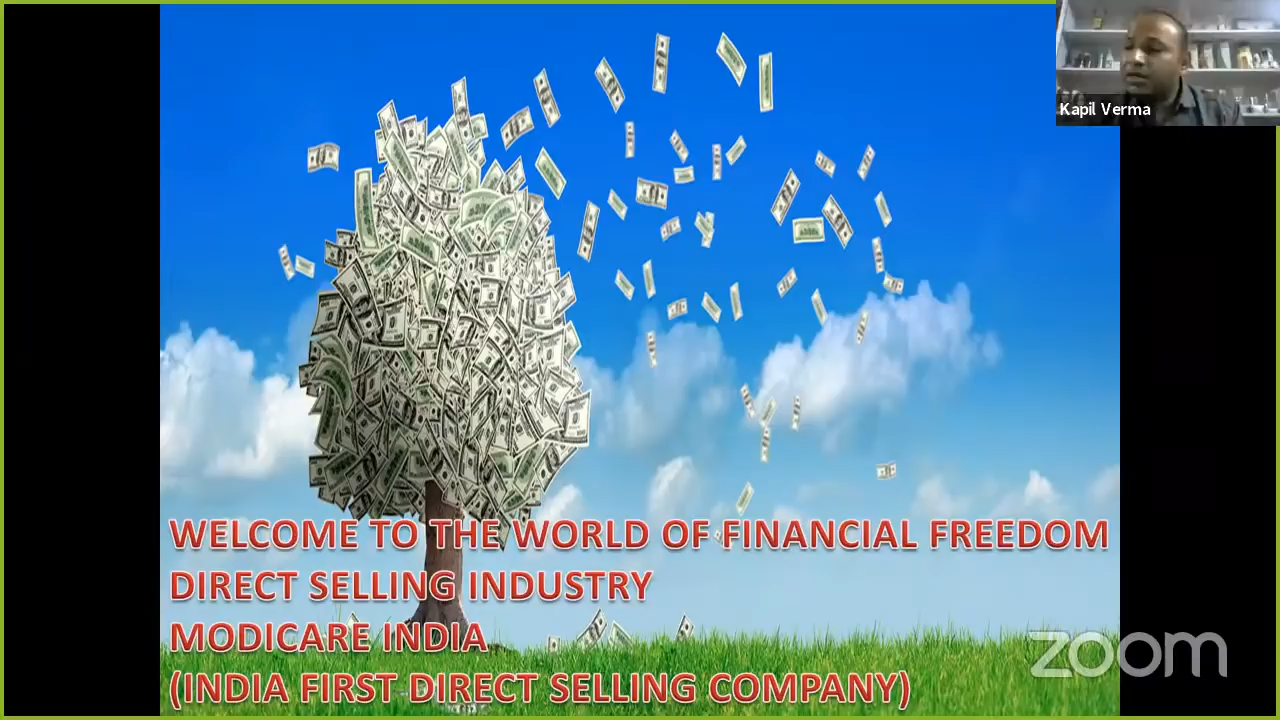 Kapil Verma
WELCOME TO THE WORLD OF FINANCIAL FREEDOM
DIRECT SELLING INDUSTRY
MODICARE INDIA
(INDIA FIRST DIRECT SELLING COMPANY)
zoom